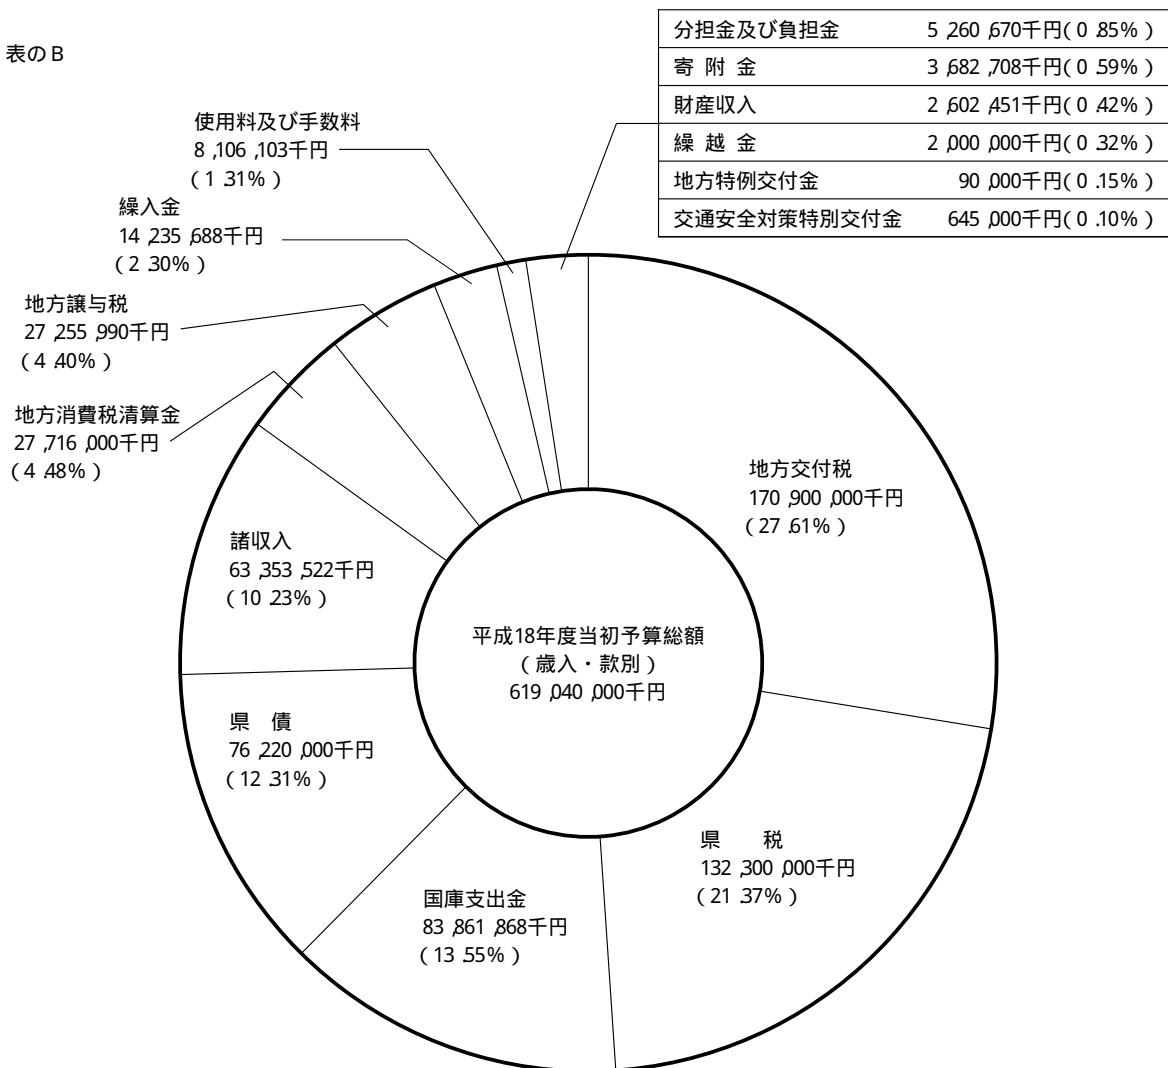 表のB
分担金及び負担金 5,260,670千円(0.85%)
寄附金 3,682,708千円(0.59%)
財産収入 2,602,451千円(0.42%)
繰越金 2,000,000千円(0.32%)
地方特例交付金 90,000千円(0.15%)
交通安全対策特別交付金 645,000千円(0.10%)
使用料及び手数料
8,106,103千円
(1.31%)
繰入金
14,235,688千円
(2.30%)
地方譲与税
27,255,990千円
(4.40%)
地方消費税清算金
27,716,000千円
(4.48%)
諸収入
63,353,522千円
(10.23%)
県 債
76,220,000千円
(12.31%)
国庫支出金
83,861,868千円
(13.55%)
県 税
132,300,000千円
(21.37%)
地方交付税
170,900,000千円
(27.61%)
平成18年度当初予算総額
(歳入・款別)
619,040,000千円